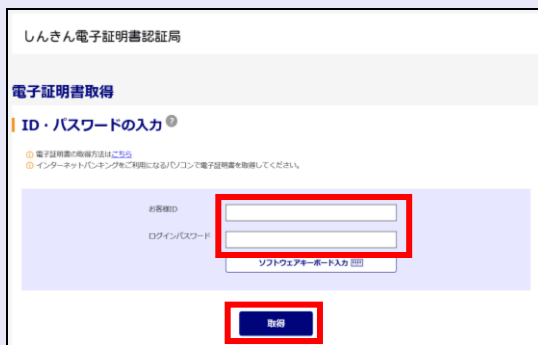 しんきん電子証明書認証局
電子証明書取得
ID・パスワードの入力 ?
① 電子証明書の取得方法はこちら
① インターネットバンキングをご利用になるパソコンで電子証明書を取得してください。
お客様ID
ログインパスワード
ソフトウェアキーボード入力
取得